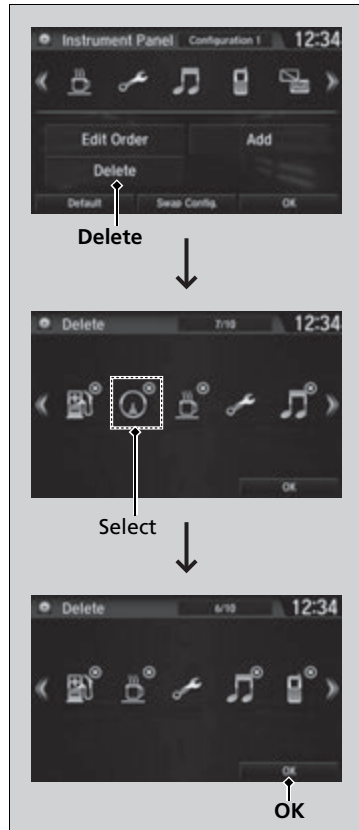 Instrument Panel Configuration 1 12:34
Edit Order Add
Delete
Default Swap Config. OK
Delete
Delete 7/10 12:34
OK
Select
Delete 6/10 12:34
OK
OK